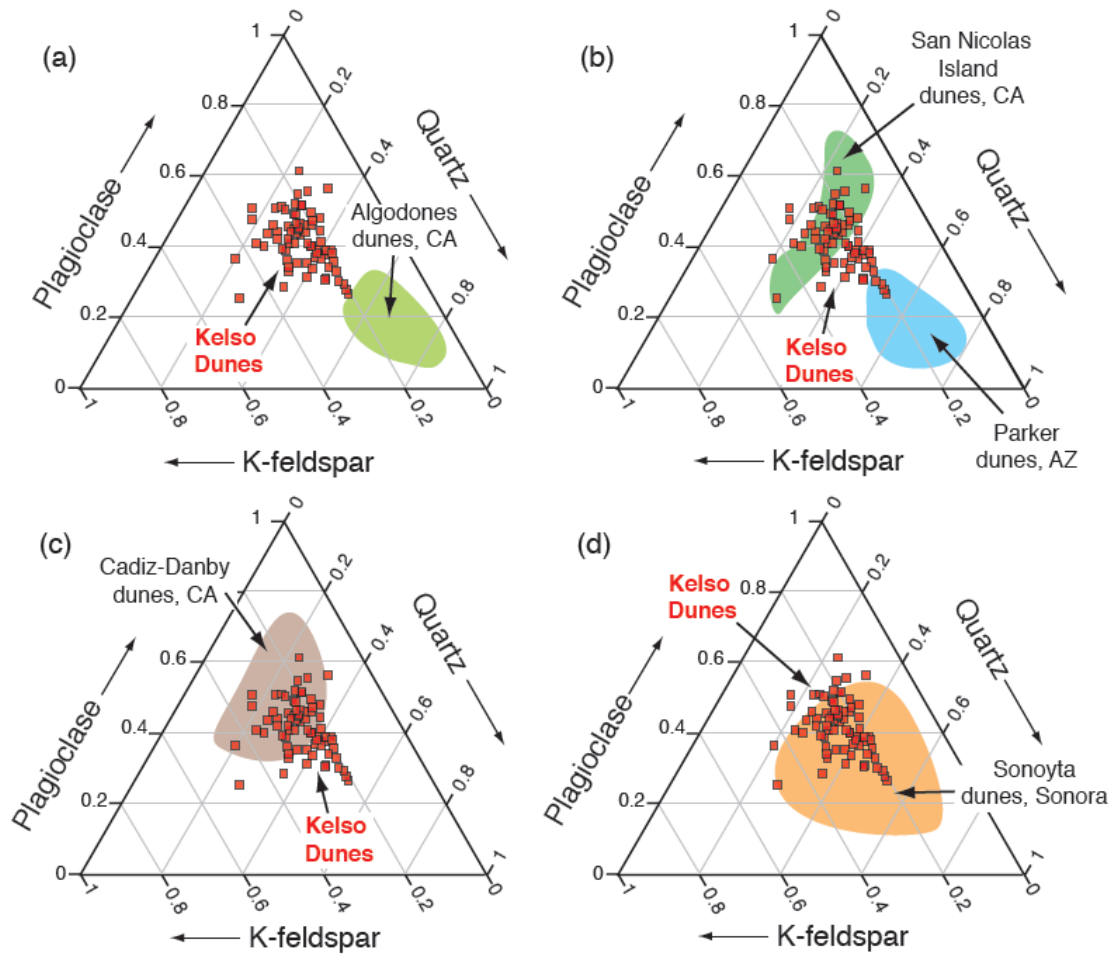 (a)
1
0.8
0.6
0.4
0.2
0
Plagioclase
0
0.2
0.4
0.8
1
Quartz
Algodones
dunes, CA
Kelso
Dunes
1
0.8
0.6
0.4
0.2
0
K-feldspar
(b)
1
0.8
0.6
0.4
0.2
0
Plagioclase
0
0.2
0.4
0.6
0.8
1
Quartz
San Nicolas
Island
dunes, CA
Kelso
Dunes
Parker
dunes, AZ
1
0.8
0.6
0.4
0.2
0
K-feldspar
(c)
1
0.6
0.4
0.2
0
Plagioclase
0
0.2
0.4
0.6
0.8
1
Quartz
Cadiz-Danby
dunes, CA
Kelso
Dunes
1
0.8
0.6
0.4
0.2
0
K-feldspar
(d)
1
0.8
0.6
0.4
0.2
0
Plagioclase
0
0.2
0.4
0.6
1
Quartz
Kelso
Dunes
Sonoyta
dunes, Sonora
1
0.8
0.6
0.4
0.2
0
K-feldspar